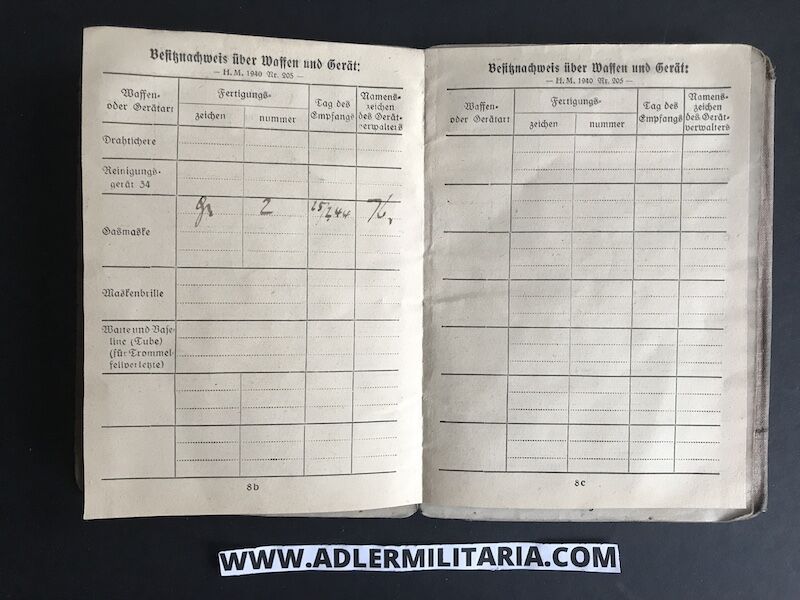 Besitznachweis über Waffen und Gerät:
— H. M. 1940 Nr. 205 —
Waffen-
oder Gerätart
Fertigungs-
zeichen
nummer
Tag des
Empfangs
Namens-
zeichen
des Gerät-
verwalters
Drahtschere
Reinigungs-
gerät 34
Gasmaske
gr 2
Maskenbrille
Watte und Vase-
line (Tube)
(für Trommel-
fellverletzte)
8b
Besitznachweis über Waffen und Gerät:
— H. M. 1940 Nr. 205 —
Waffen-
oder Gerätart
Fertigungs-
zeichen
nummer
Tag des
Empfangs
Namens-
zeichen
des Gerät-
verwalters
8c
WWW.ADLERMILITARIA.COM